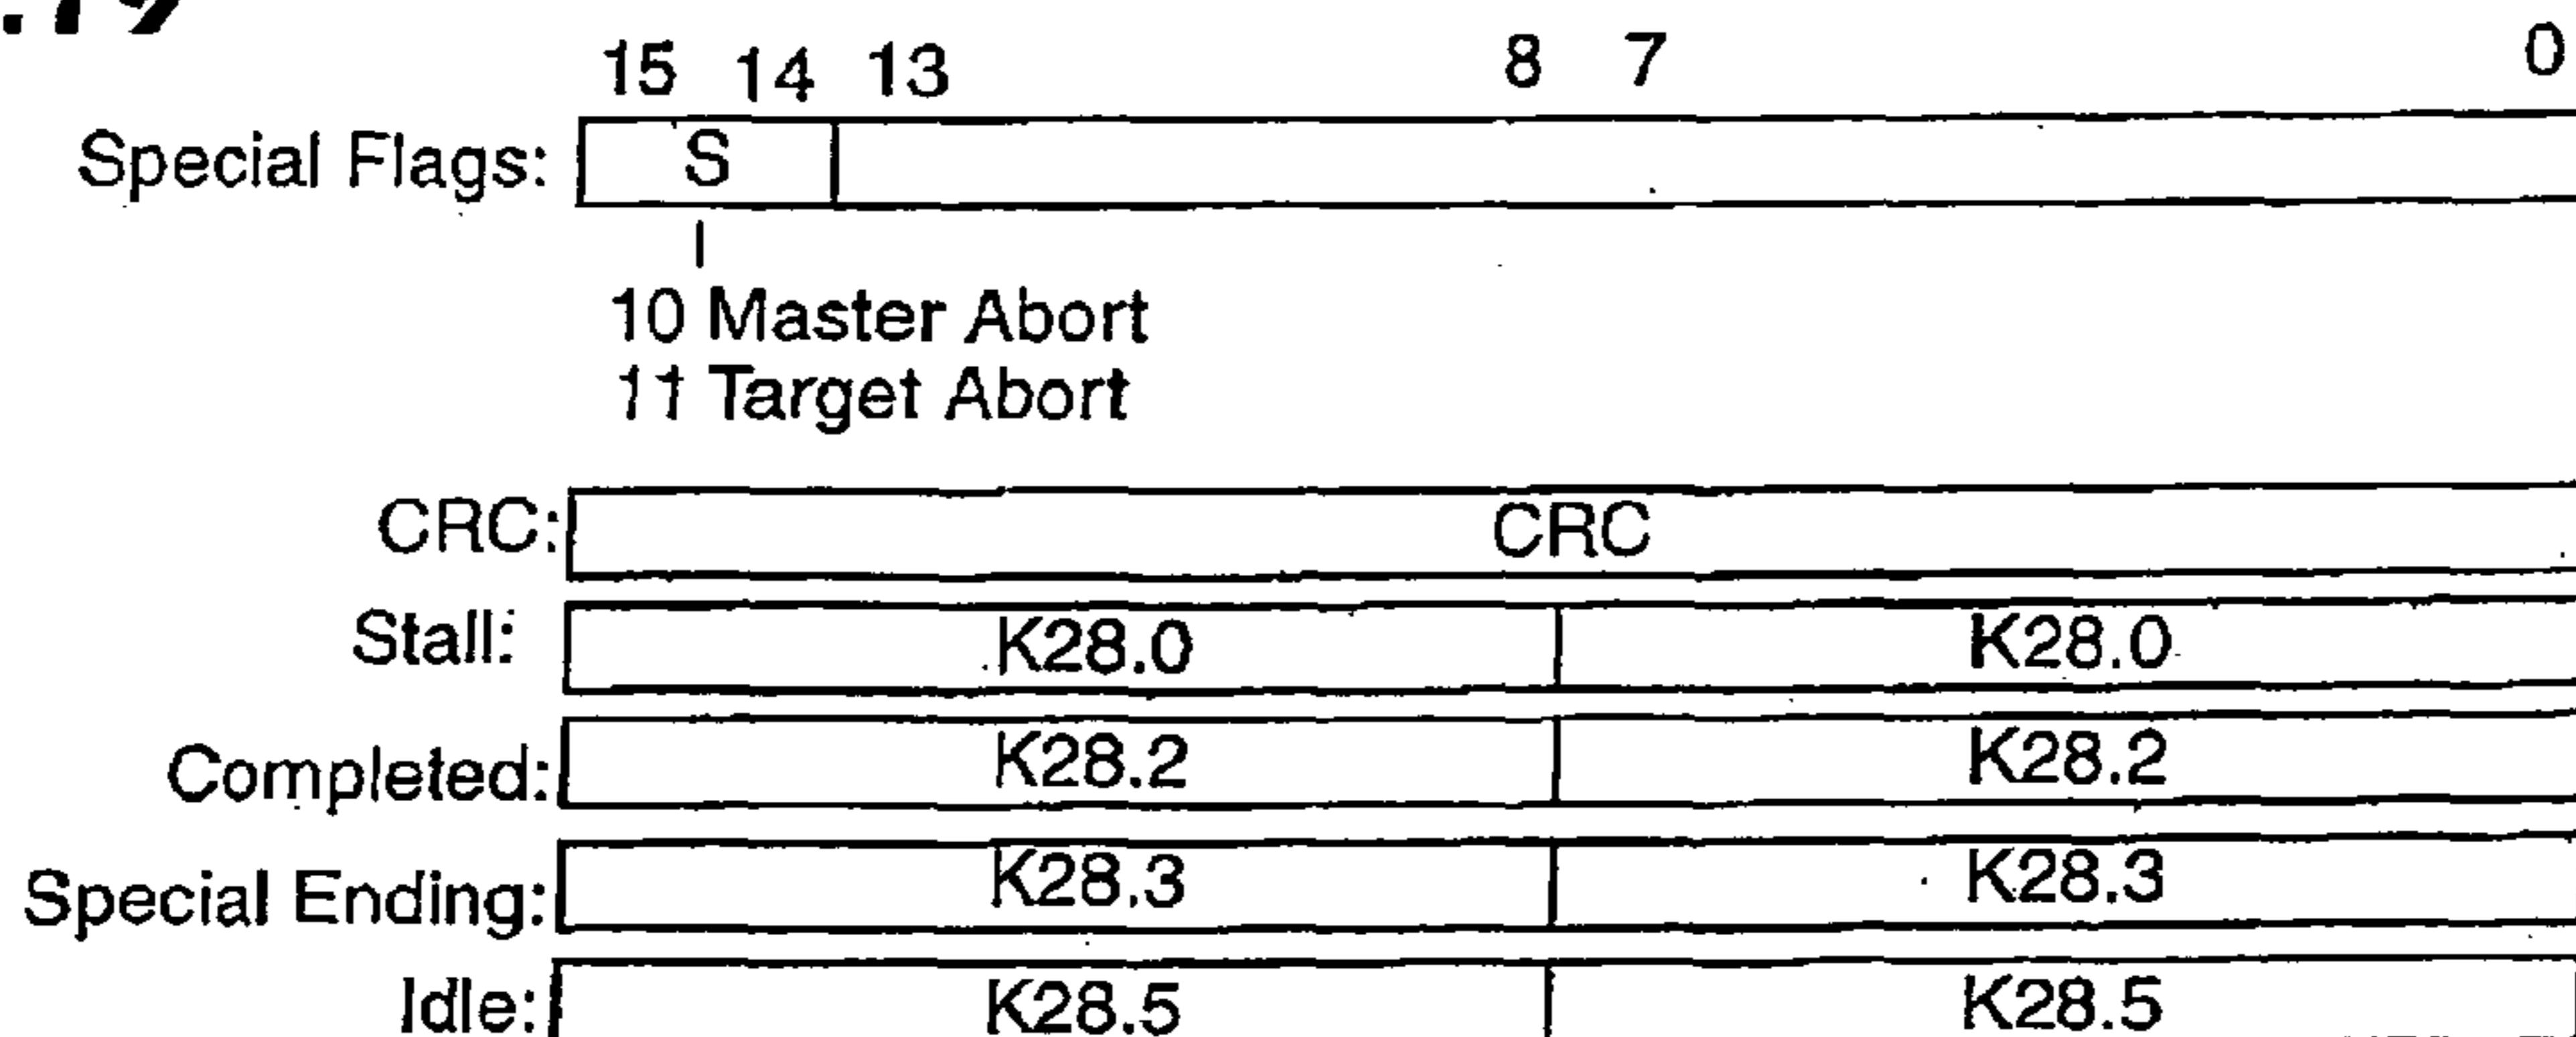 15 14 13 8 7 0
Special Flags: S
10 Master Abort
11 Target Abort
CRC: CRC
Stall: K28.0 K28.0
Completed: K28.2 K28.2
Special Ending: K28.3 K28.3
Idle: K28.5 K28.5